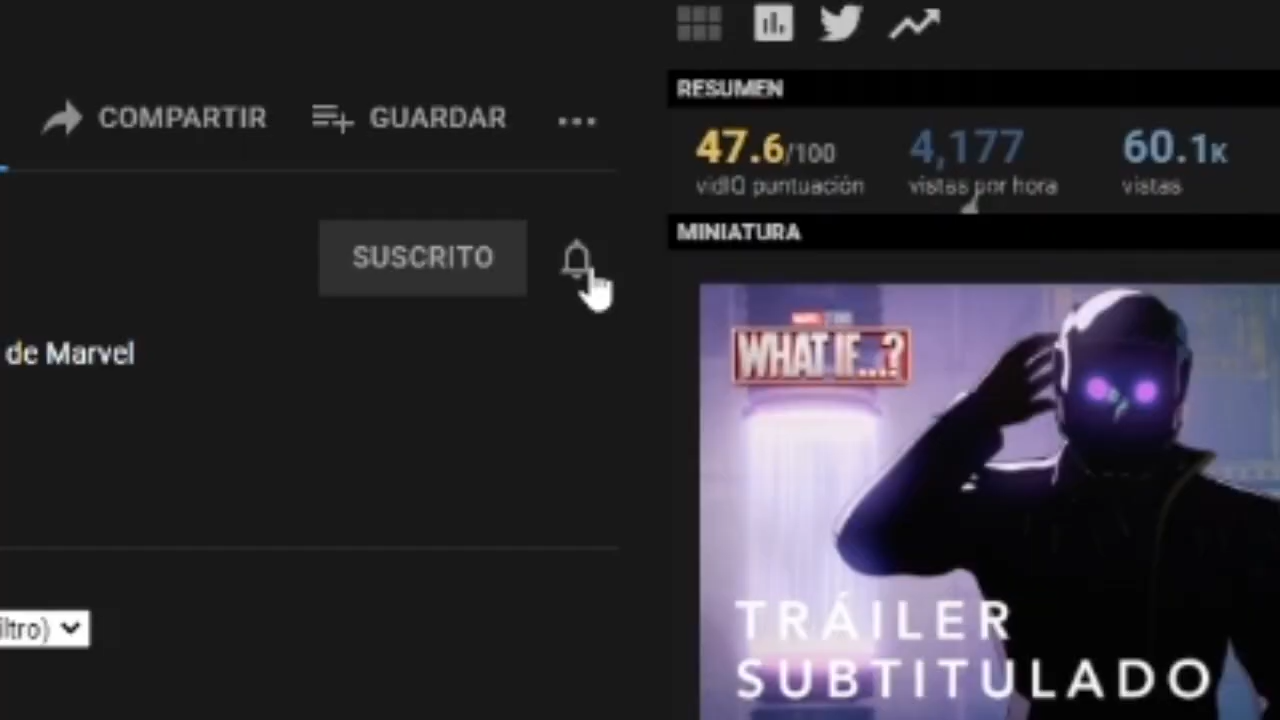 COMPARTIR GUARDAR
SUSCRITO
de Marvel
iltro)
RESUMEN
47.6/100 4,177 60.1K
vidIQ puntuación vistas por hora vistas
MINIATURA
WHAT IF...?
TRÁILER
SUBTITULADO